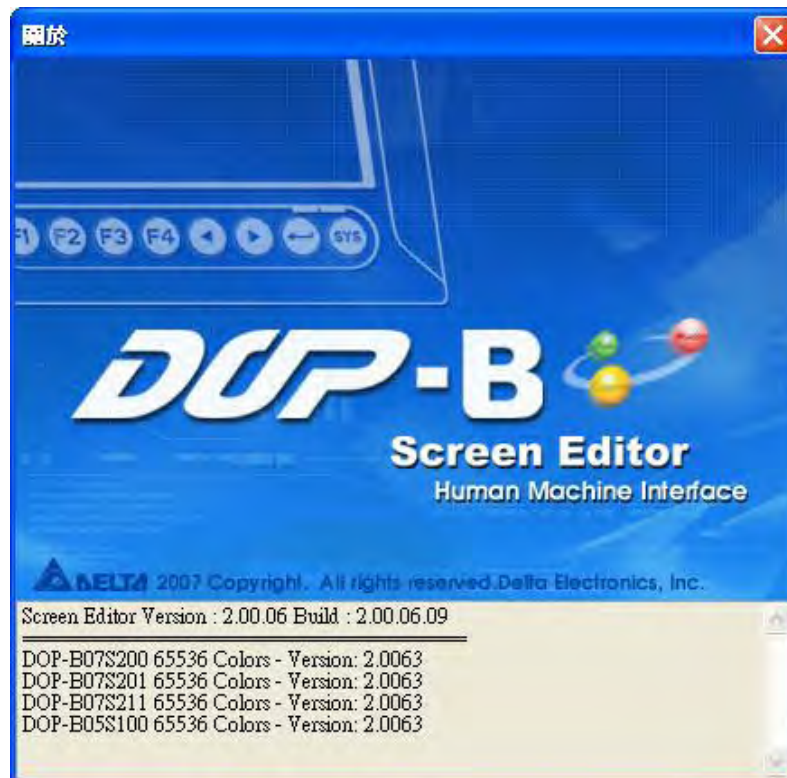 關於
F1 F2 F3 F4 SYS
DOP-B
Screen Editor
Human Machine Interface
DELTA 2007 Copyright. All rights reserved.Delta Electronics, Inc.
Screen Editor Version : 2.00.06 Build : 2.00.06.09
DOP-B07S200 65536 Colors - Version: 2.0063
DOP-B07S201 65536 Colors - Version: 2.0063
DOP-B07S211 65536 Colors - Version: 2.0063
DOP-B05S100 65536 Colors - Version: 2.0063